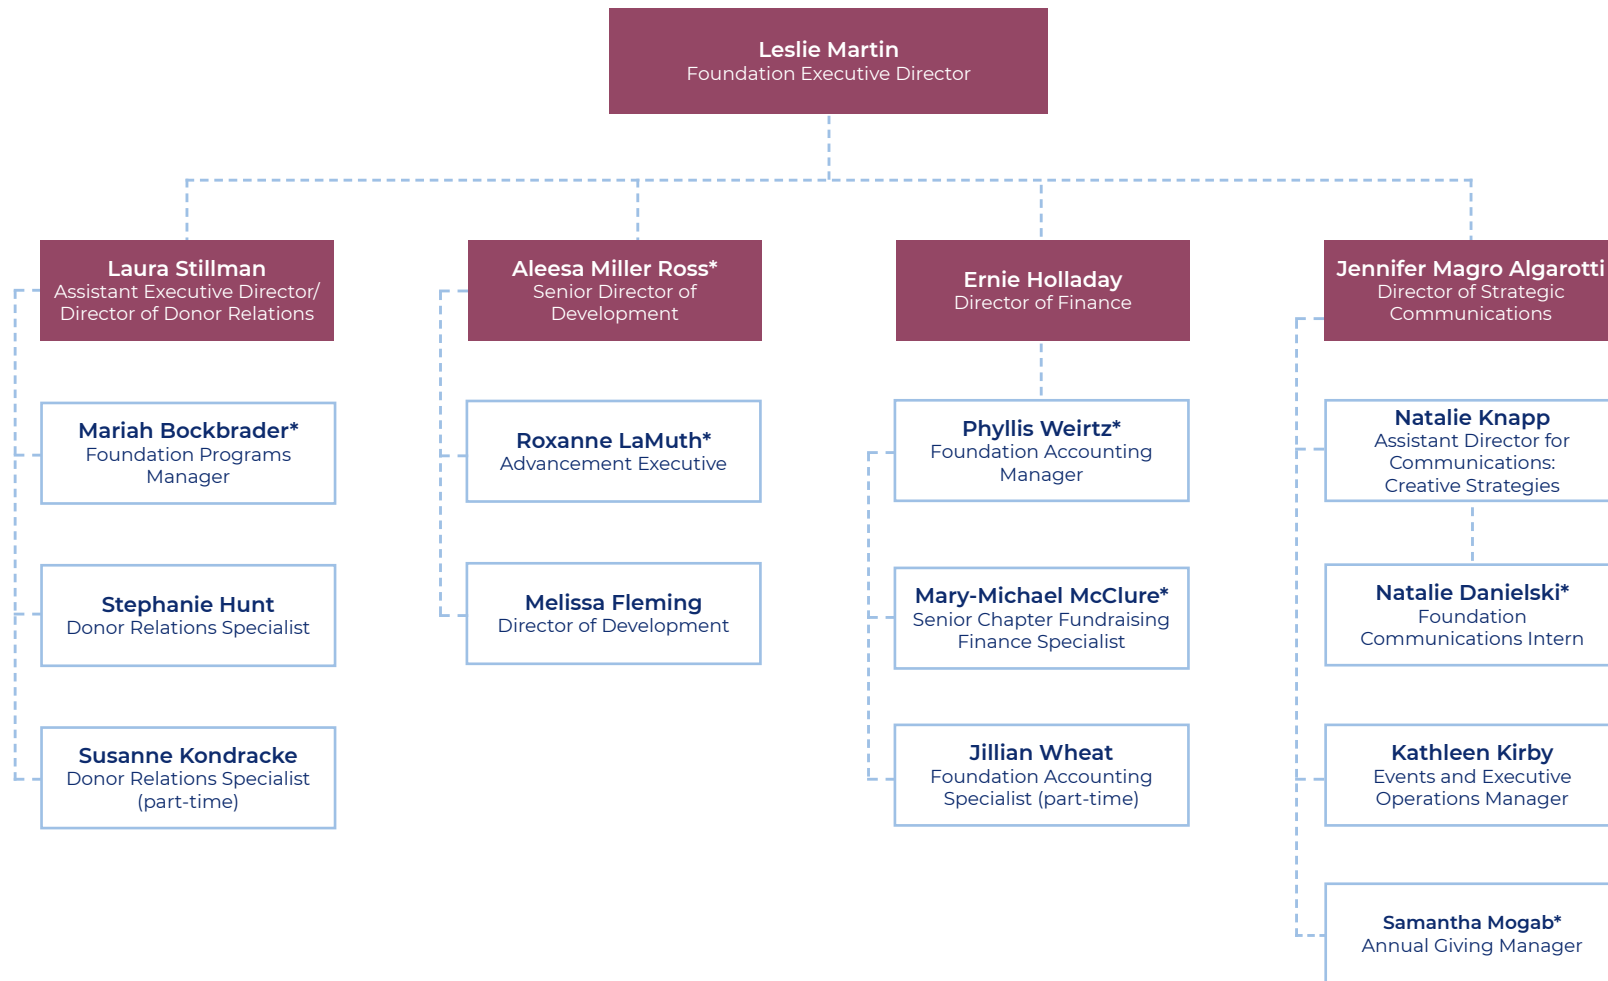 Leslie Martin
Foundation Executive Director
Laura Stillman
Assistant Executive Director/
Director of Donor Relations
Aleesa Miller Ross*
Senior Director of
Development
Ernie Holladay
Director of Finance
Jennifer Magro Algarotti
Director of Strategic
Communications
Mariah Bockbrader*
Foundation Programs
Manager
Stephanie Hunt
Donor Relations Specialist
Susanne Kondracke
Donor Relations Specialist
(part-time)
Roxanne LaMuth*
Advancement Executive
Melissa Fleming
Director of Development
Phyllis Weirtz*
Foundation Accounting
Manager
Mary-Michael McClure*
Senior Chapter Fundraising
Finance Specialist
Jillian Wheat
Foundation Accounting
Specialist (part-time)
Natalie Knapp
Assistant Director for
Communications:
Creative Strategies
Natalie Danielski*
Foundation
Communications Intern
Kathleen Kirby
Events and Executive
Operations Manager
Samantha Mogab*
Annual Giving Manager